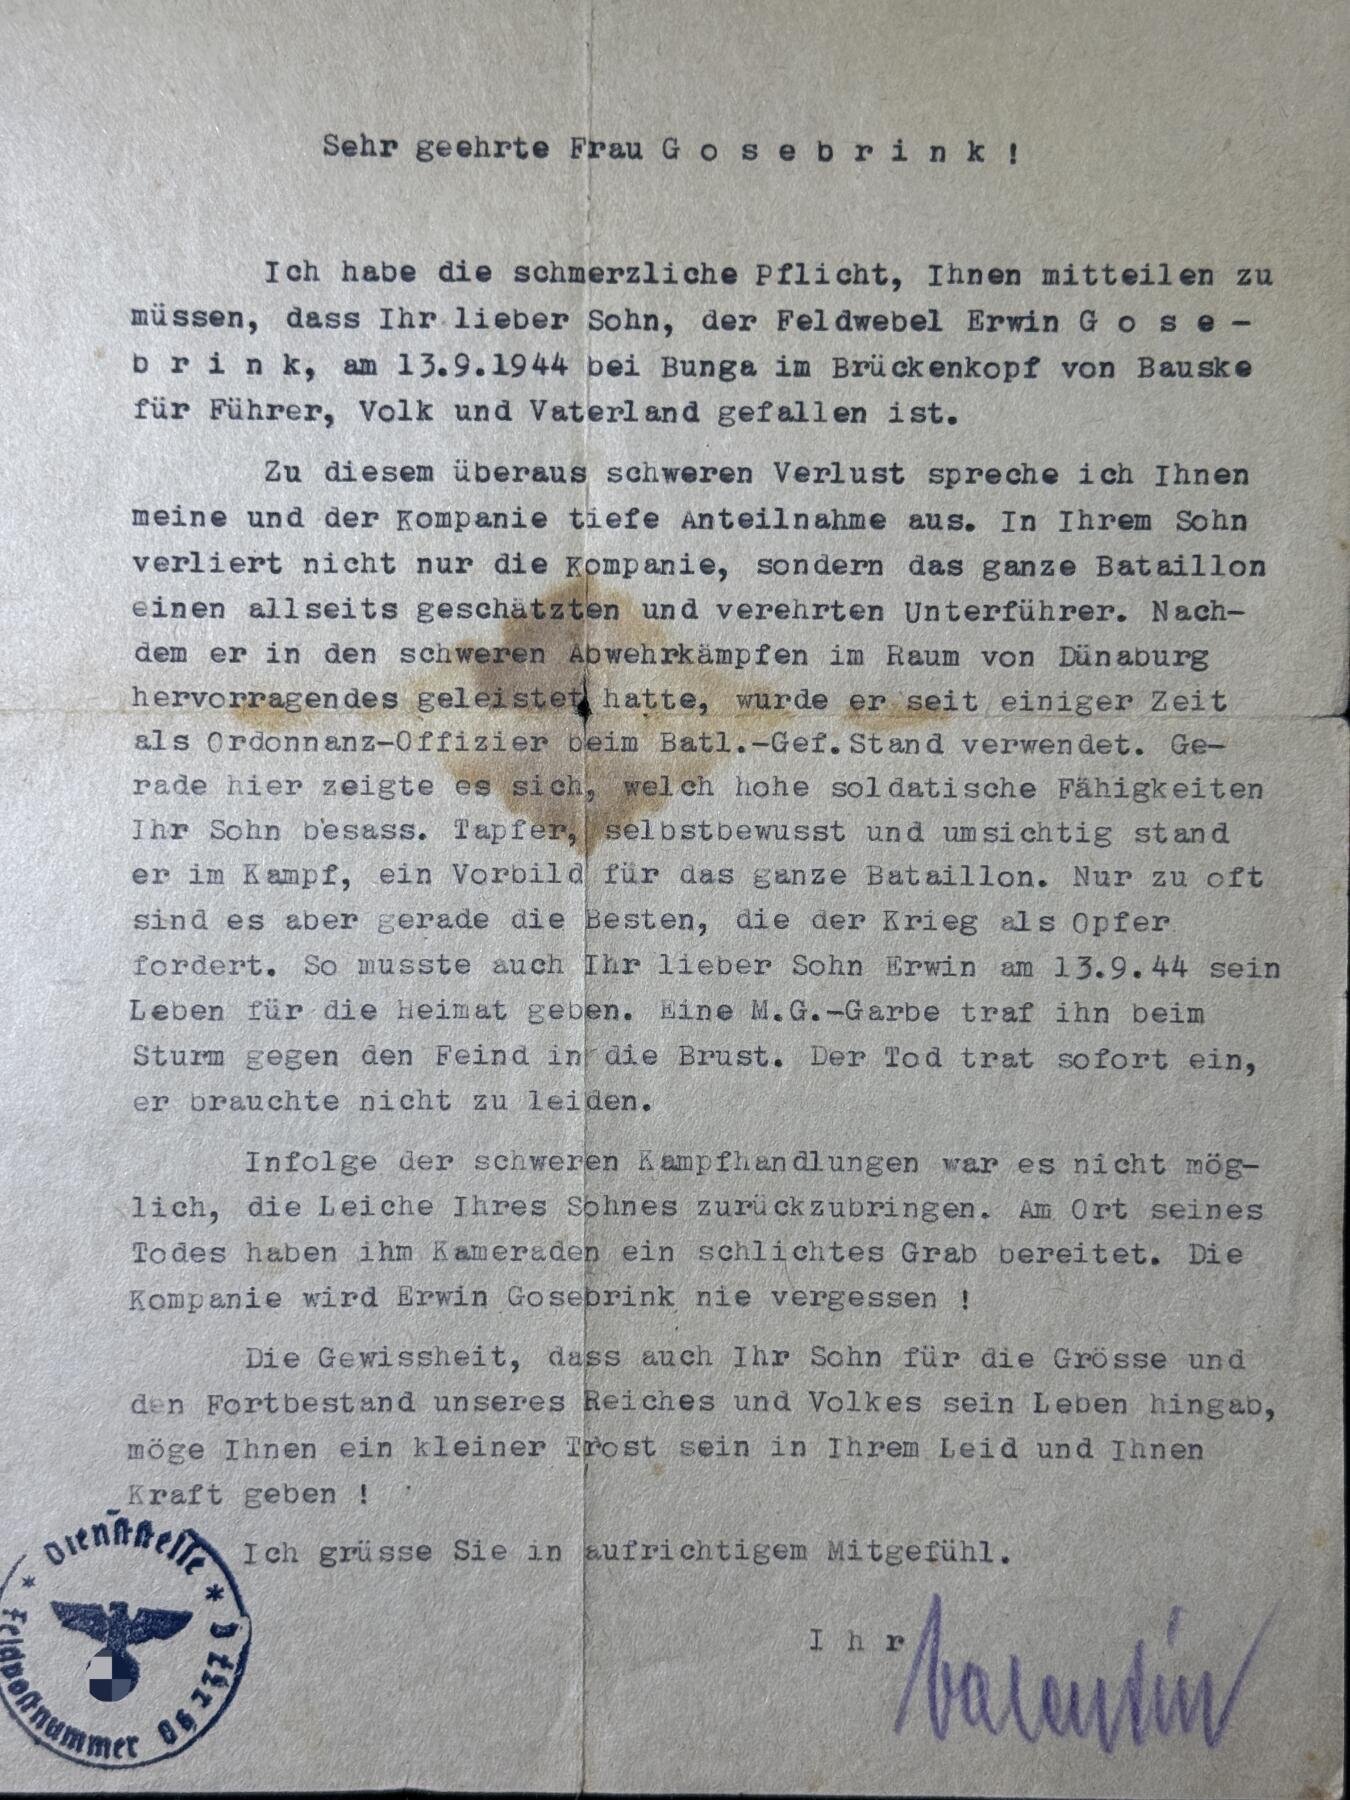 Sehr geehrte Frau G o s e b r i n k !
Ich habe die schmerzliche Pflicht, Ihnen mitteilen zu
müssen, dass Ihr lieber Sohn, der Feldwebel Erwin G o s e -
b r i n k, am 13.9.1944 bei Bunga im Brückenkopf von Bauske
für Führer, Volk und Vaterland gefallen ist.
Zu diesem überaus schweren Verlust spreche ich Ihnen
meine und der Kompanie tiefe Anteilnahme aus. In Ihrem Sohn
verliert nicht nur die Kompanie, sondern das ganze Bataillon
einen allseits geschätzten und verehrten Unterführer. Nach-
dem er in den schweren Abwehrkämpfen im Raum von Dünaburg
hervorragendes geleistet hatte, wurde er seit einiger Zeit
als Ordonnanz-Offizier beim Batl.-Gef.Stand verwendet. Ge-
rade hier zeigte es sich, welch hohe soldatische Fähigkeiten
Ihr Sohn besass. Tapfer, selbstbewusst und umsichtig stand
er im Kampf, ein Vorbild für das ganze Bataillon. Nur zu oft
sind es aber gerade die Besten, die der Krieg als Opfer
fordert. So musste auch Ihr lieber Sohn Erwin am 13.9.44 sein
Leben für die Heimat geben. Eine M.G.-Garbe traf ihn beim
Sturm gegen den Feind in die Brust. Der Tod trat sofort ein,
er brauchte nicht zu leiden.
Infolge der schweren Kampfhandlungen war es nicht mög-
lich, die Leiche Ihres Sohnes zurückzubringen. Am Ort seines
Todes haben ihm Kameraden ein schlichtes Grab bereitet. Die
Kompanie wird Erwin Gosebrink nie vergessen !
Die Gewissheit, dass auch Ihr Sohn für die Grösse und
den Fortbestand unseres Reiches und Volkes sein Leben hingab,
möge Ihnen ein kleiner Trost sein in Ihrem Leid und Ihnen
Kraft geben !
Ich grüsse Sie in aufrichtigem Mitgefühl.
I h r
Valentin
Dienststelle
Feldpostnummer